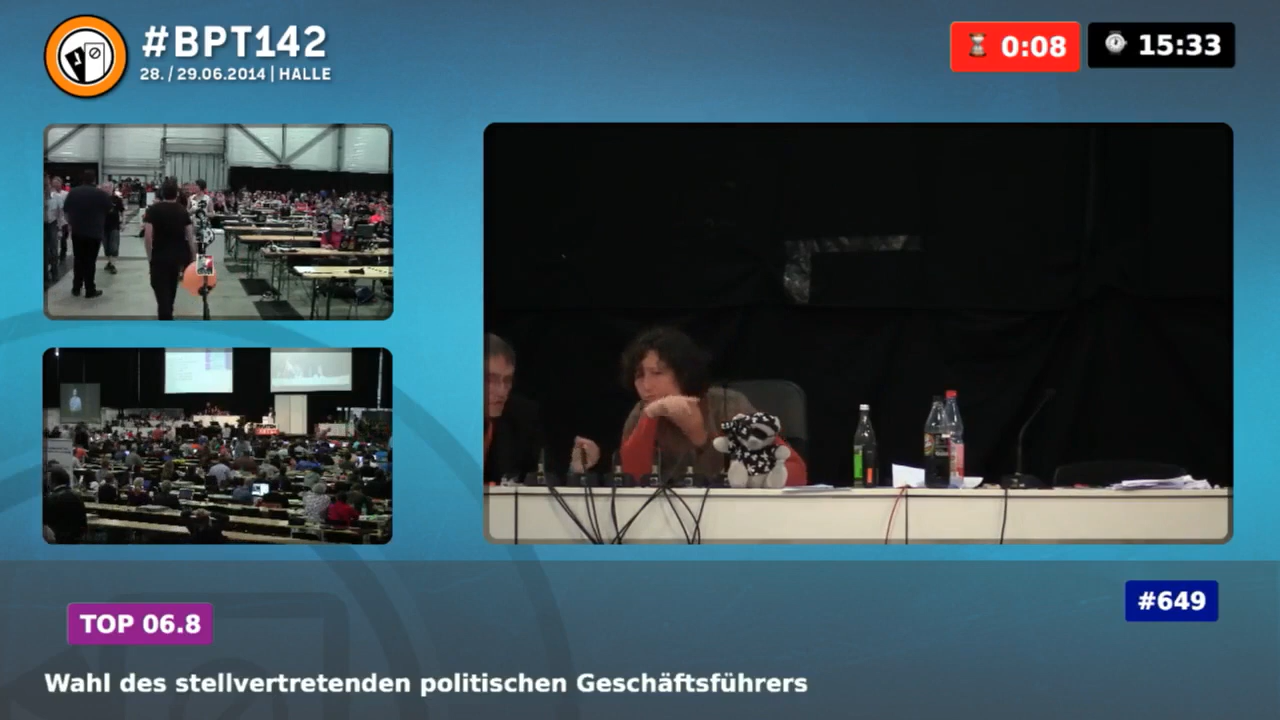 #BPT142
28. / 29.06.2014 | HALLE
0:08
15:33
#649
TOP 06.8
Wahl des stellvertretenden politischen Geschäftsführers